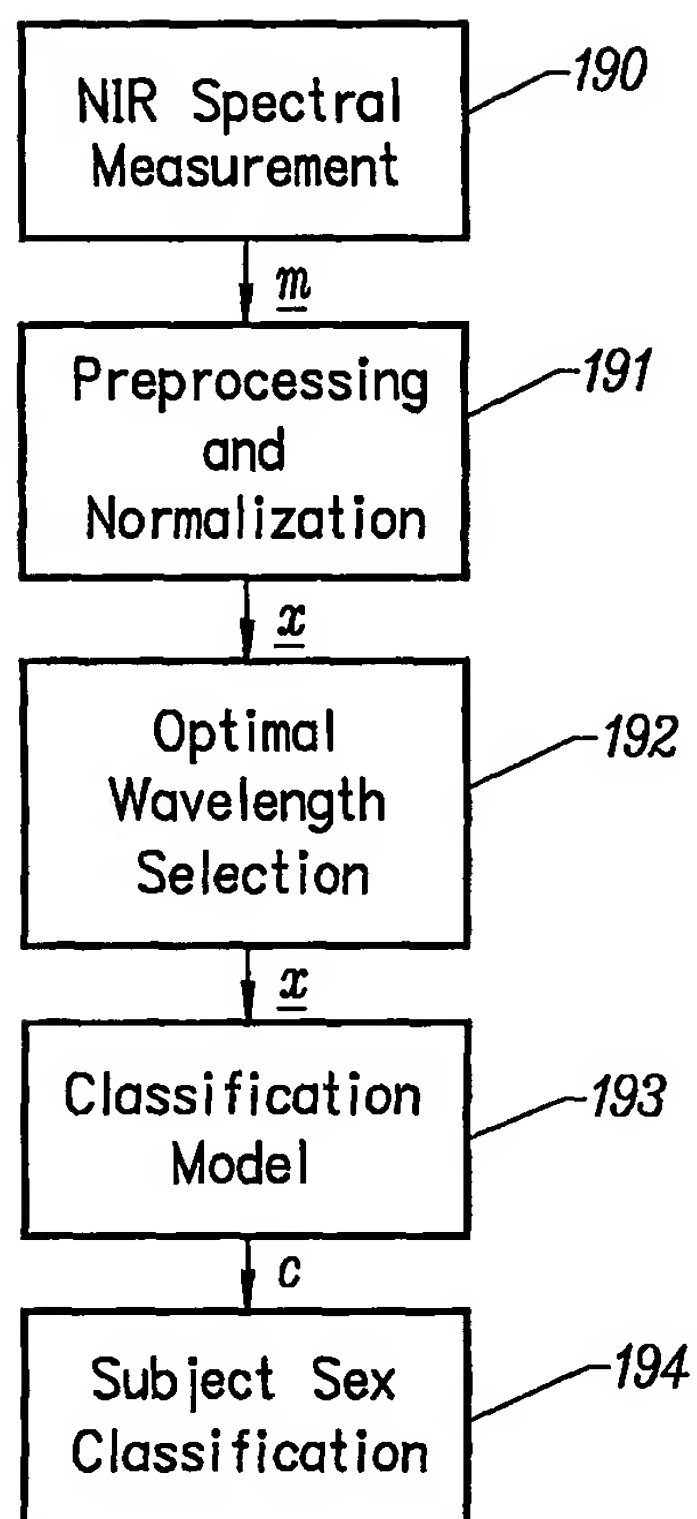 NIR Spectral
Measurement
190
m
Preprocessing
and
Normalization
191
x
Optimal
Wavelength
Selection
192
x
Classification
Model
193
c
Subject Sex
Classification
194